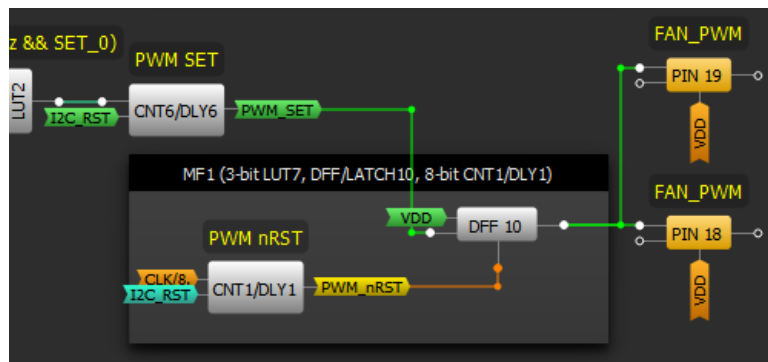 z && SET_0)
PWM SET
FAN_PWM
LUT2
I2C_RST
CNT6/DLY6
PWM_SET
PIN 19
VDD
MF1 (3-bit LUT7, DFF/LATCH10, 8-bit CNT1/DLY1)
FAN_PWM
VDD
DFF 10
PIN 18
PWM nRST
CLK/8.
I2C_RST
CNT1/DLY1
PWM_nRST
VDD